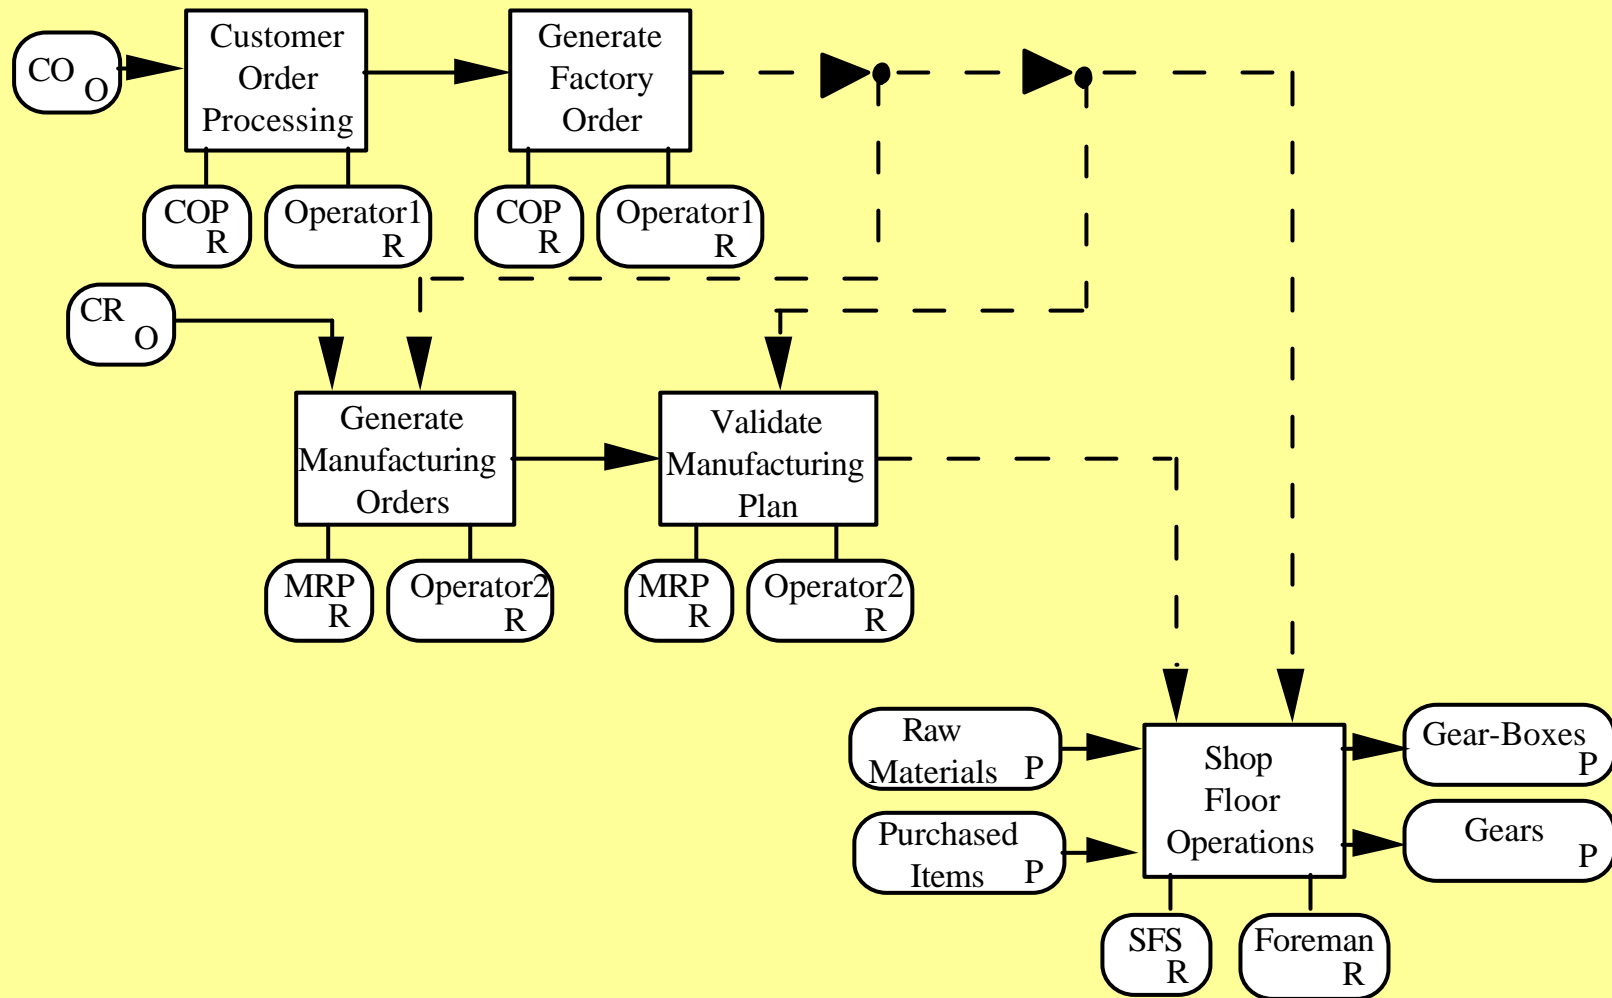 CO
O
Customer
Order
Processing
Generate
Factory
Order
COP
R
Operator1
R
COP
R
Operator1
R
CR
O
Generate
Manufacturing
Orders
Validate
Manufacturing
Plan
MRP
R
Operator2
R
MRP
R
Operator2
R
Raw
Materials P
Purchased
Items P
Shop
Floor
Operations
Gear-Boxes
P
Gears
P
SFS
R
Foreman
R